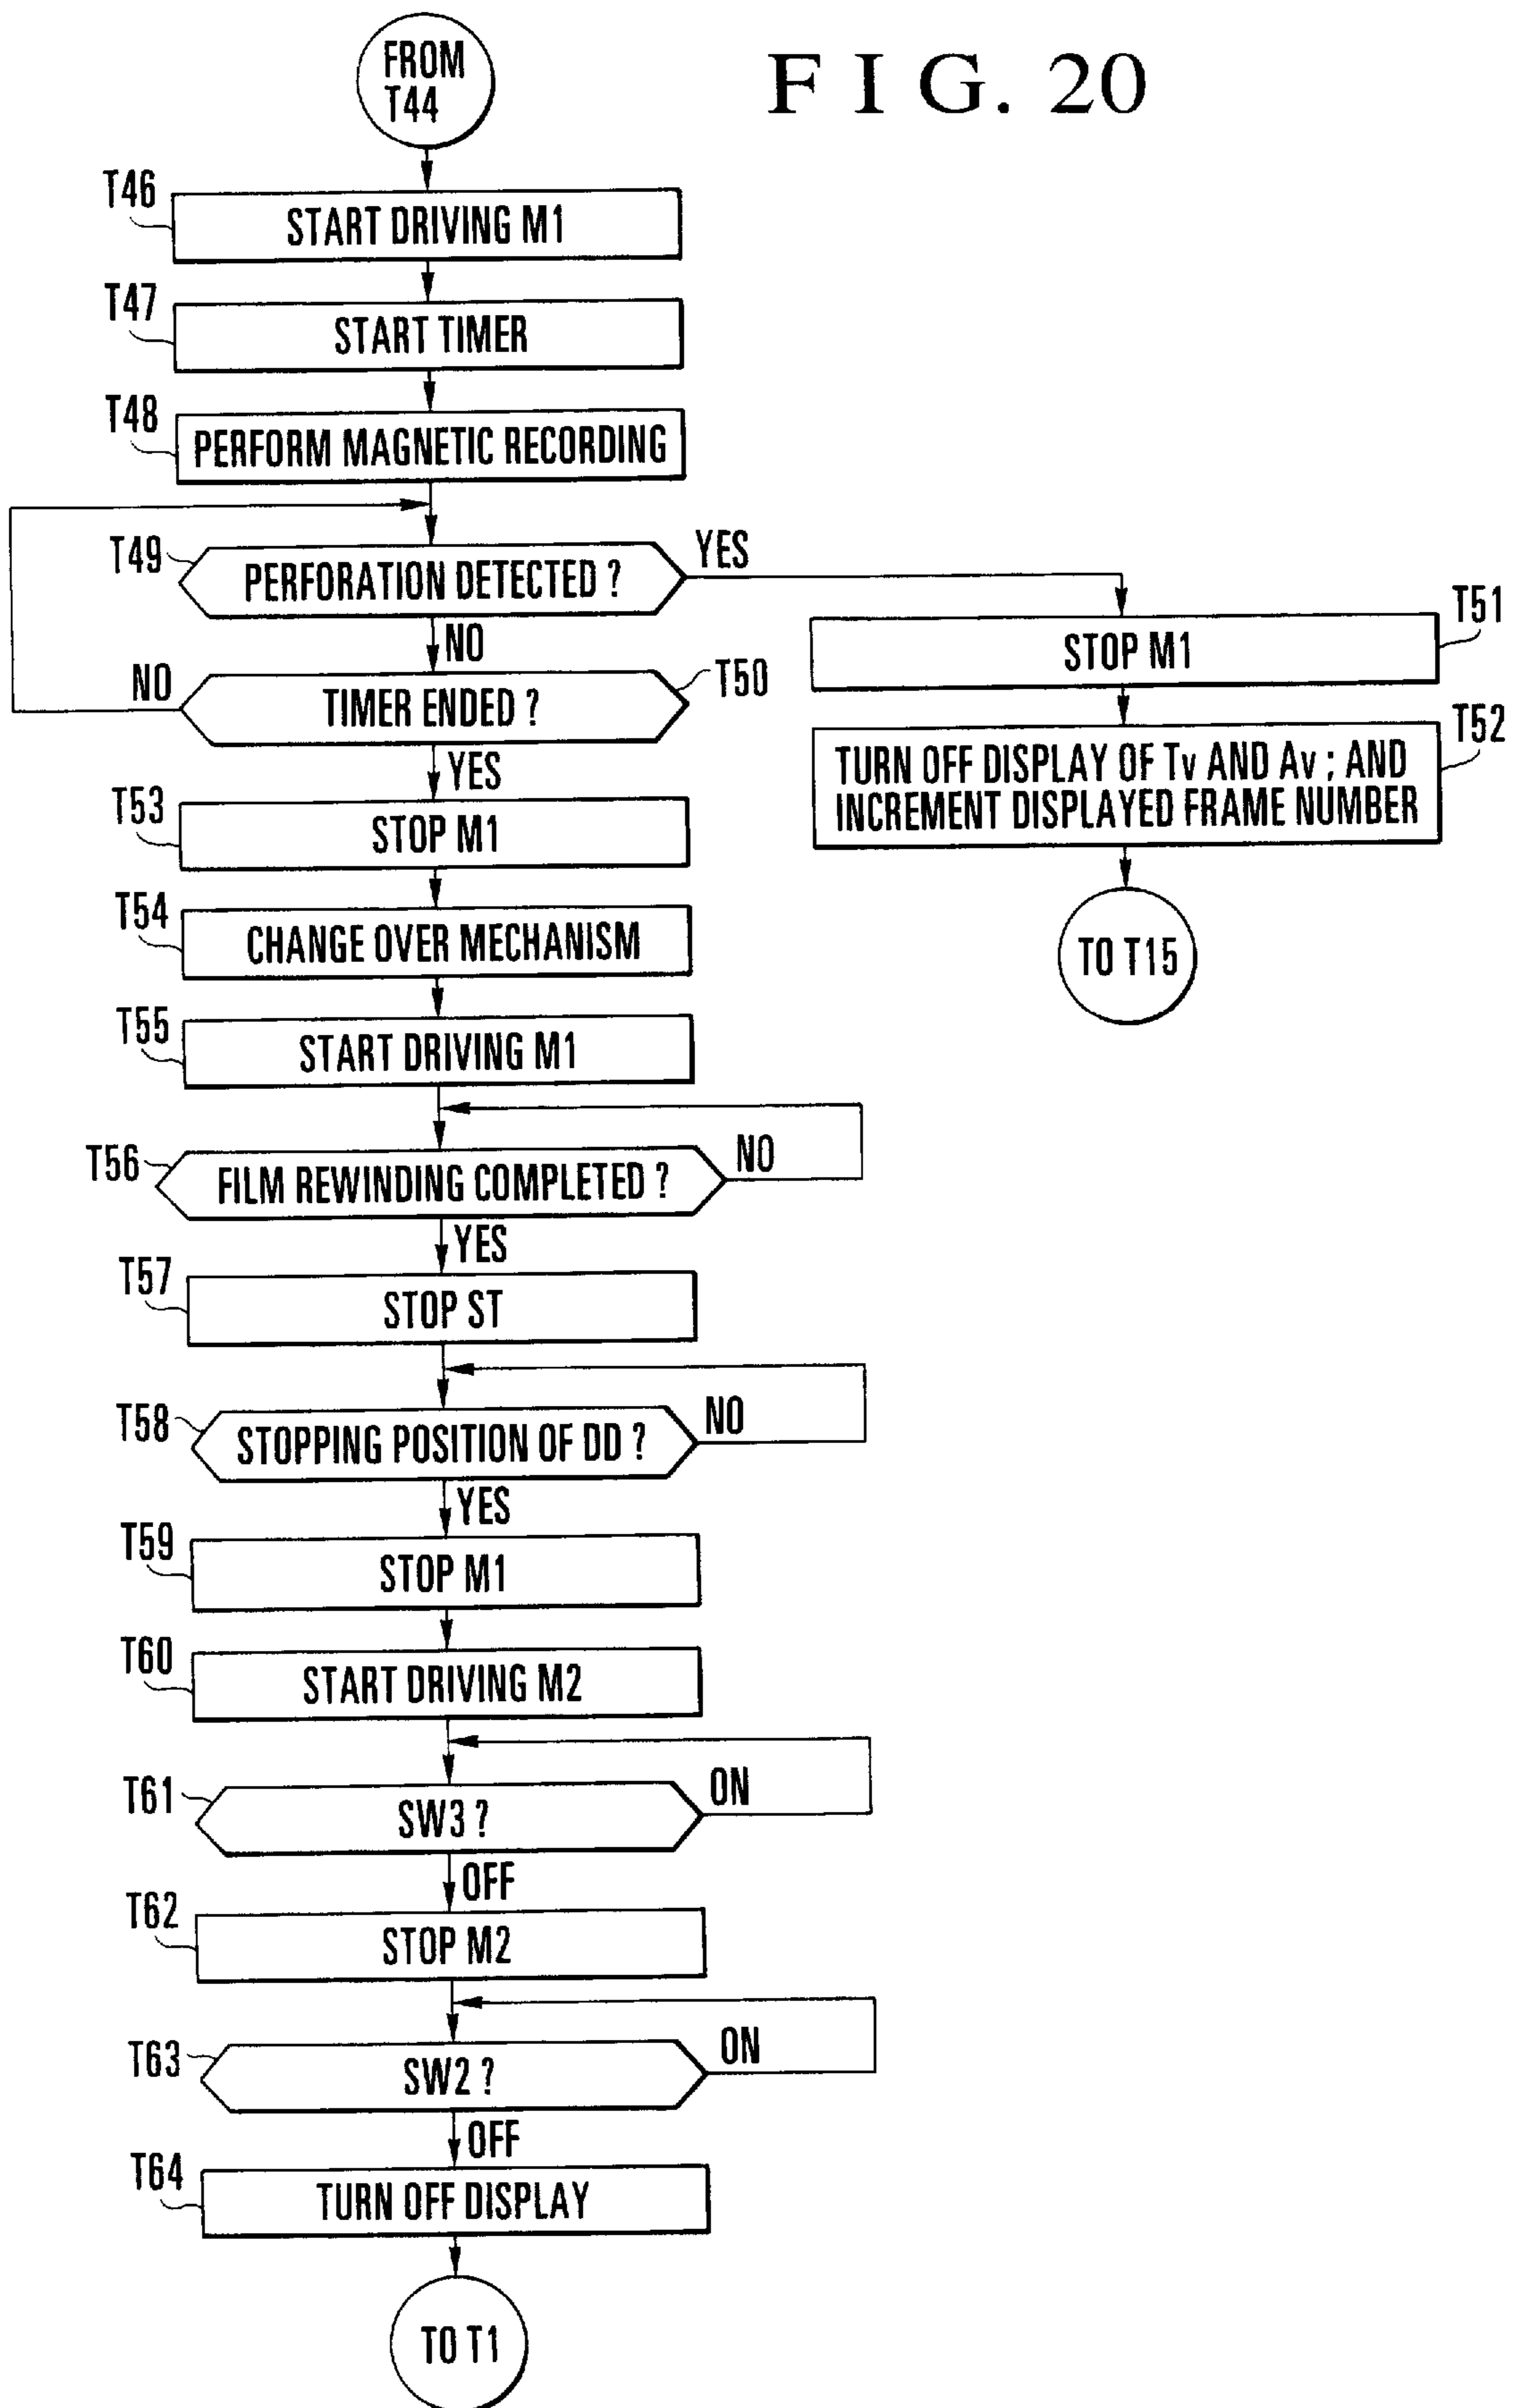 F I G. 20
FROM
T44
T46
START DRIVING M1
T47
START TIMER
T48
PERFORM MAGNETIC RECORDING
T49
PERFORATION DETECTED ?
YES
NO
T50
TIMER ENDED ?
NO
YES
T51
STOP M1
T52
TURN OFF DISPLAY OF Tv AND Av ; AND
INCREMENT DISPLAYED FRAME NUMBER
TO T15
T53
STOP M1
T54
CHANGE OVER MECHANISM
T55
START DRIVING M1
T56
FILM REWINDING COMPLETED ?
NO
YES
T57
STOP ST
T58
STOPPING POSITION OF DD ?
NO
YES
T59
STOP M1
T60
START DRIVING M2
T61
SW3 ?
ON
OFF
T62
STOP M2
T63
SW2 ?
ON
OFF
T64
TURN OFF DISPLAY
TO T1